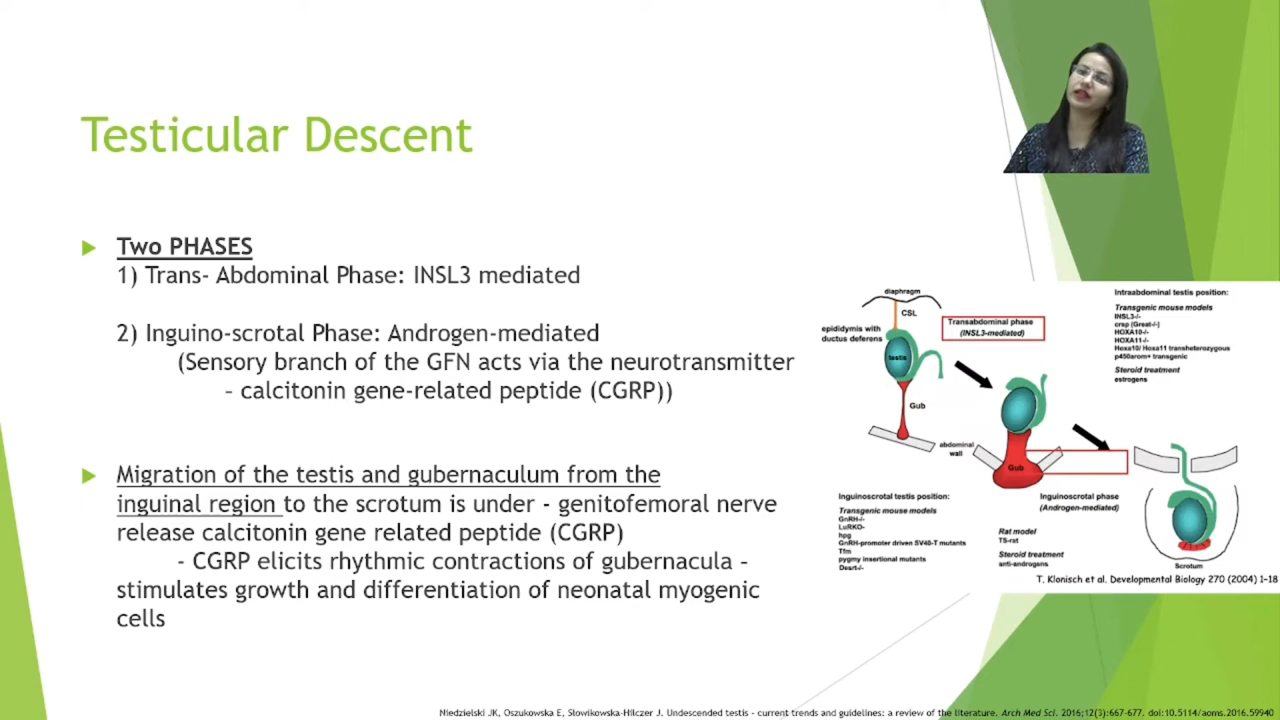 Testicular Descent
Two PHASES
1) Trans- Abdominal Phase: INSL3 mediated
2) Inguino-scrotal Phase: Androgen-mediated
(Sensory branch of the GFN acts via the neurotransmitter
– calcitonin gene-related peptide (CGRP))
Migration of the testis and gubernaculum from the
inguinal region to the scrotum is under - genitofemoral nerve
release calcitonin gene related peptide (CGRP)
- CGRP elicits rhythmic contractions of gubernacula –
stimulates growth and differentiation of neonatal myogenic
cells
diaphragm
CSL
epididymis with
ductus deferens
testis
Gub
Transabdominal phase
(INSL3-mediated)
Intraabdominal testis position:
Transgenic mouse models
INSL3-/-
crsp (Great-/-)
HOXA10-/-
HOXA11-/-
Hoxa10/ Hoxa11 transheterozygous
p450arom+ transgenic
Steroid treatment
estrogens
abdominal
wall
Gub
Inguinoscrotal testis position:
Transgenic mouse models
GnRH-/-
LuRKO-
hpg
GnRH-promoter driven SV40-T mutants
Tfm
pygmy insertional mutants
Desrt-/-
Inguinoscrotal phase
(Androgen-mediated)
Rat model
TS-rat
Steroid treatment
anti-androgens
Scrotum
T. Klonisch et al. Developmental Biology 270 (2004) 1–18
Niedzielski JK, Oszukowska E, Słowikowska-Hilczer J. Undescended testis - current trends and guidelines: a review of the literature. Arch Med Sci. 2016;12(3):667-677. doi:10.5114/aoms.2016.59940